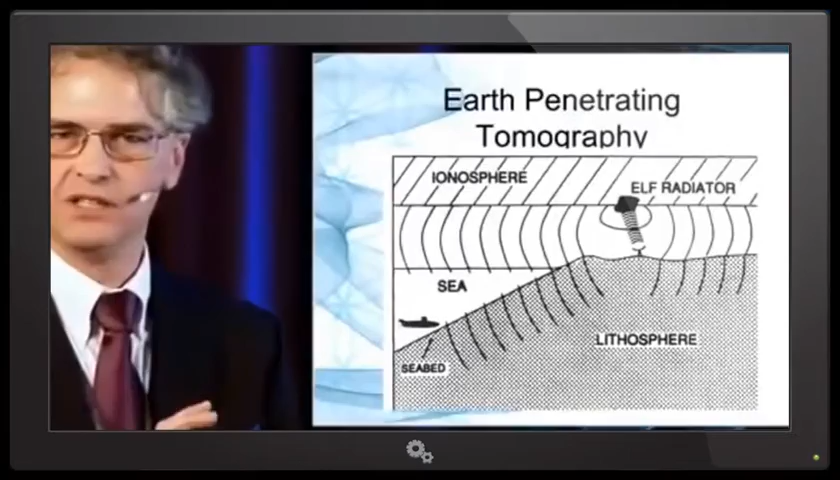 Earth Penetrating
Tomography
IONOSPHERE
ELF RADIATOR
SEA
LITHOSPHERE
SEABED